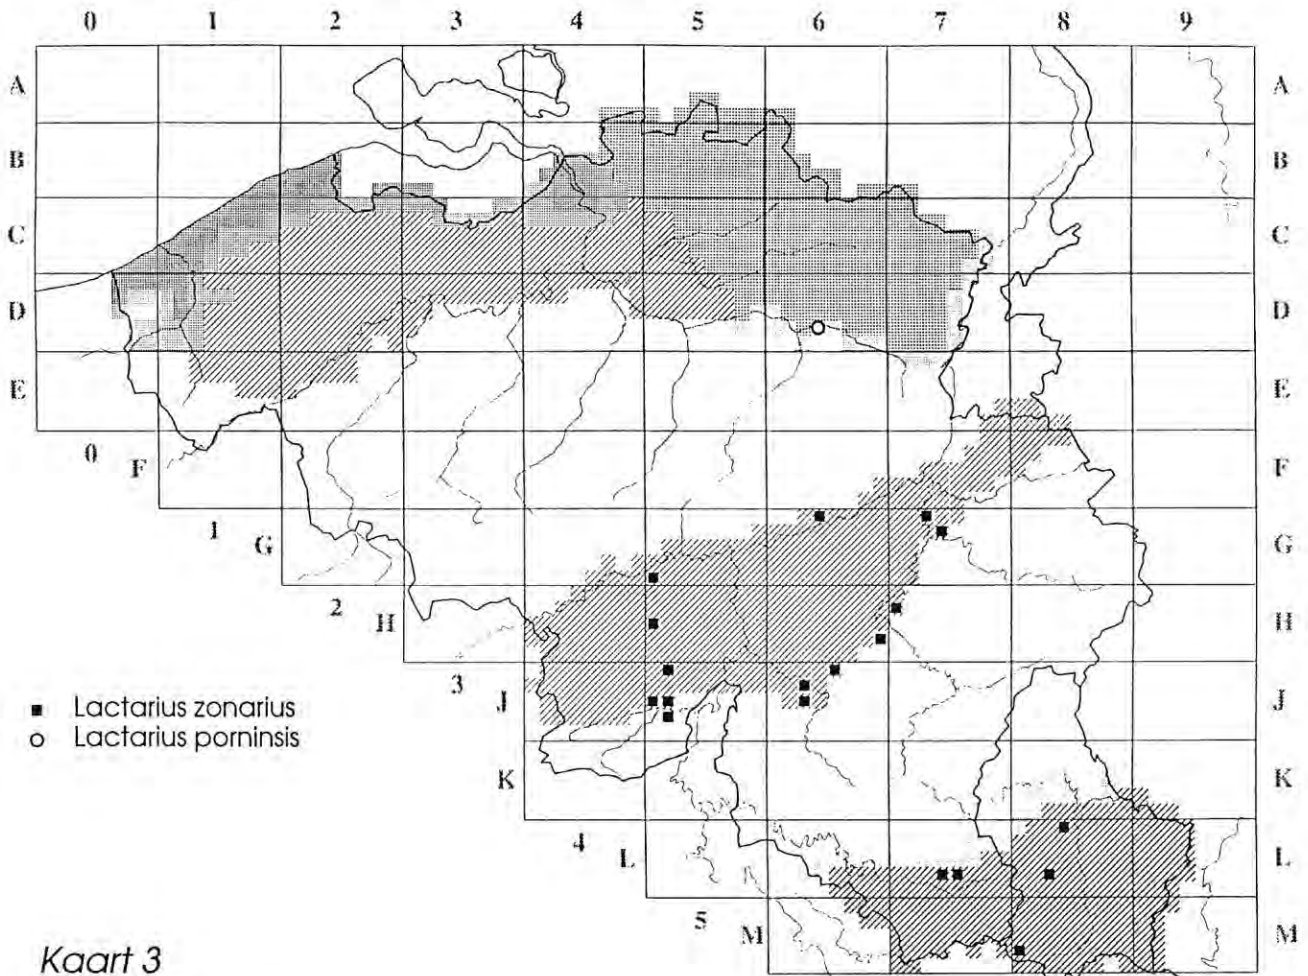 0 1 2 3 4 5 6 7 8 9
A A
B B
C C
D D
E E
0 F F
1 G G
2 H H
3 J J
■ Lactarius zonarius
○ Lactarius porninsis
K K
4 L L
5 M M
Kaart 3